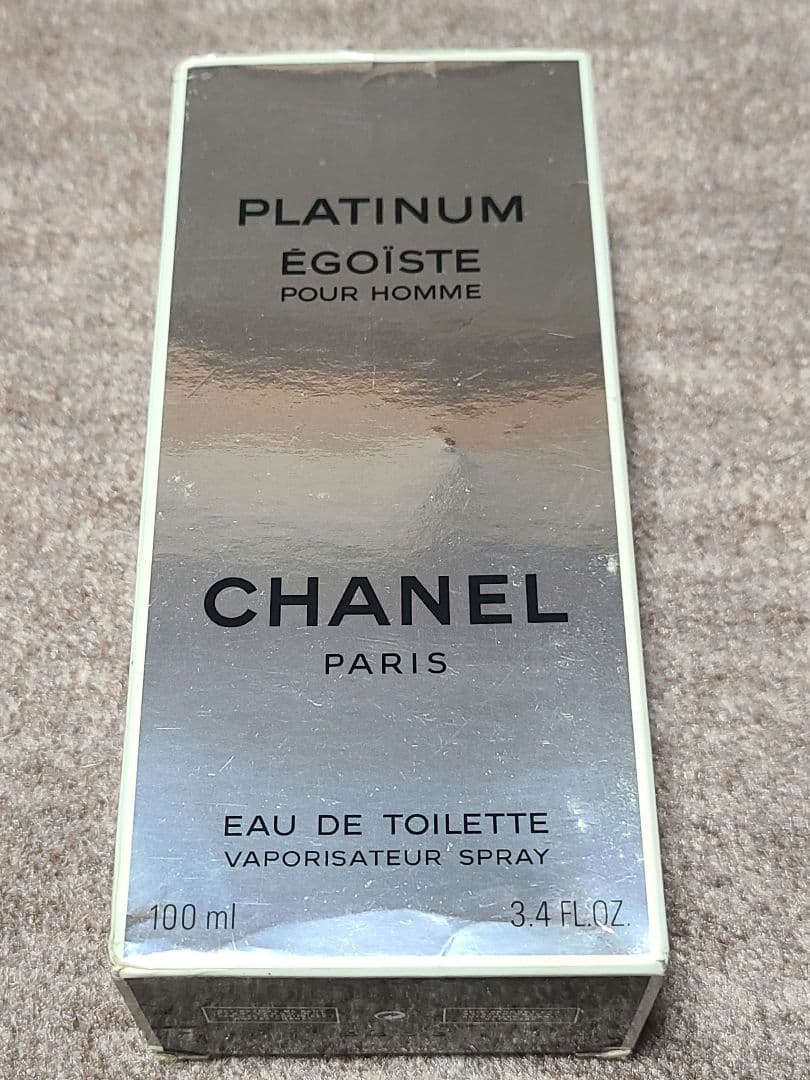 PLATINUM
ÉGOÏSTE
POUR HOMME
CHANEL
PARIS
EAU DE TOILETTE
VAPORISATEUR SPRAY
100 ml 3.4 FL.OZ.